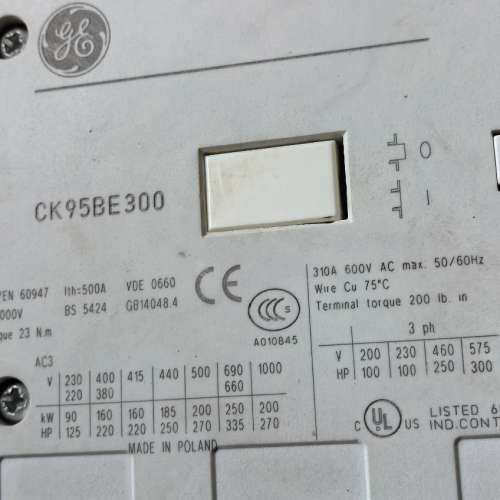 GE
CK95BE300
O
I
EN 60947 Ith=500A VDE 0660
000V BS 5424 GB14048.4
que 23 N.m
CE
CCC S
A010845
310A 600V AC max. 50/60Hz
Wire Cu 75°C
Terminal torque 200 lb. in
3 ph
V 200 230 460 575
HP 100 100 250 300
AC3
V 230 400 415 440 500 690 1000
220 380 660
kW 90 160 160 185 200 250 200
HP 125 220 220 250 270 335 270
MADE IN POLAND
C UL US LISTED 6
IND.CONT